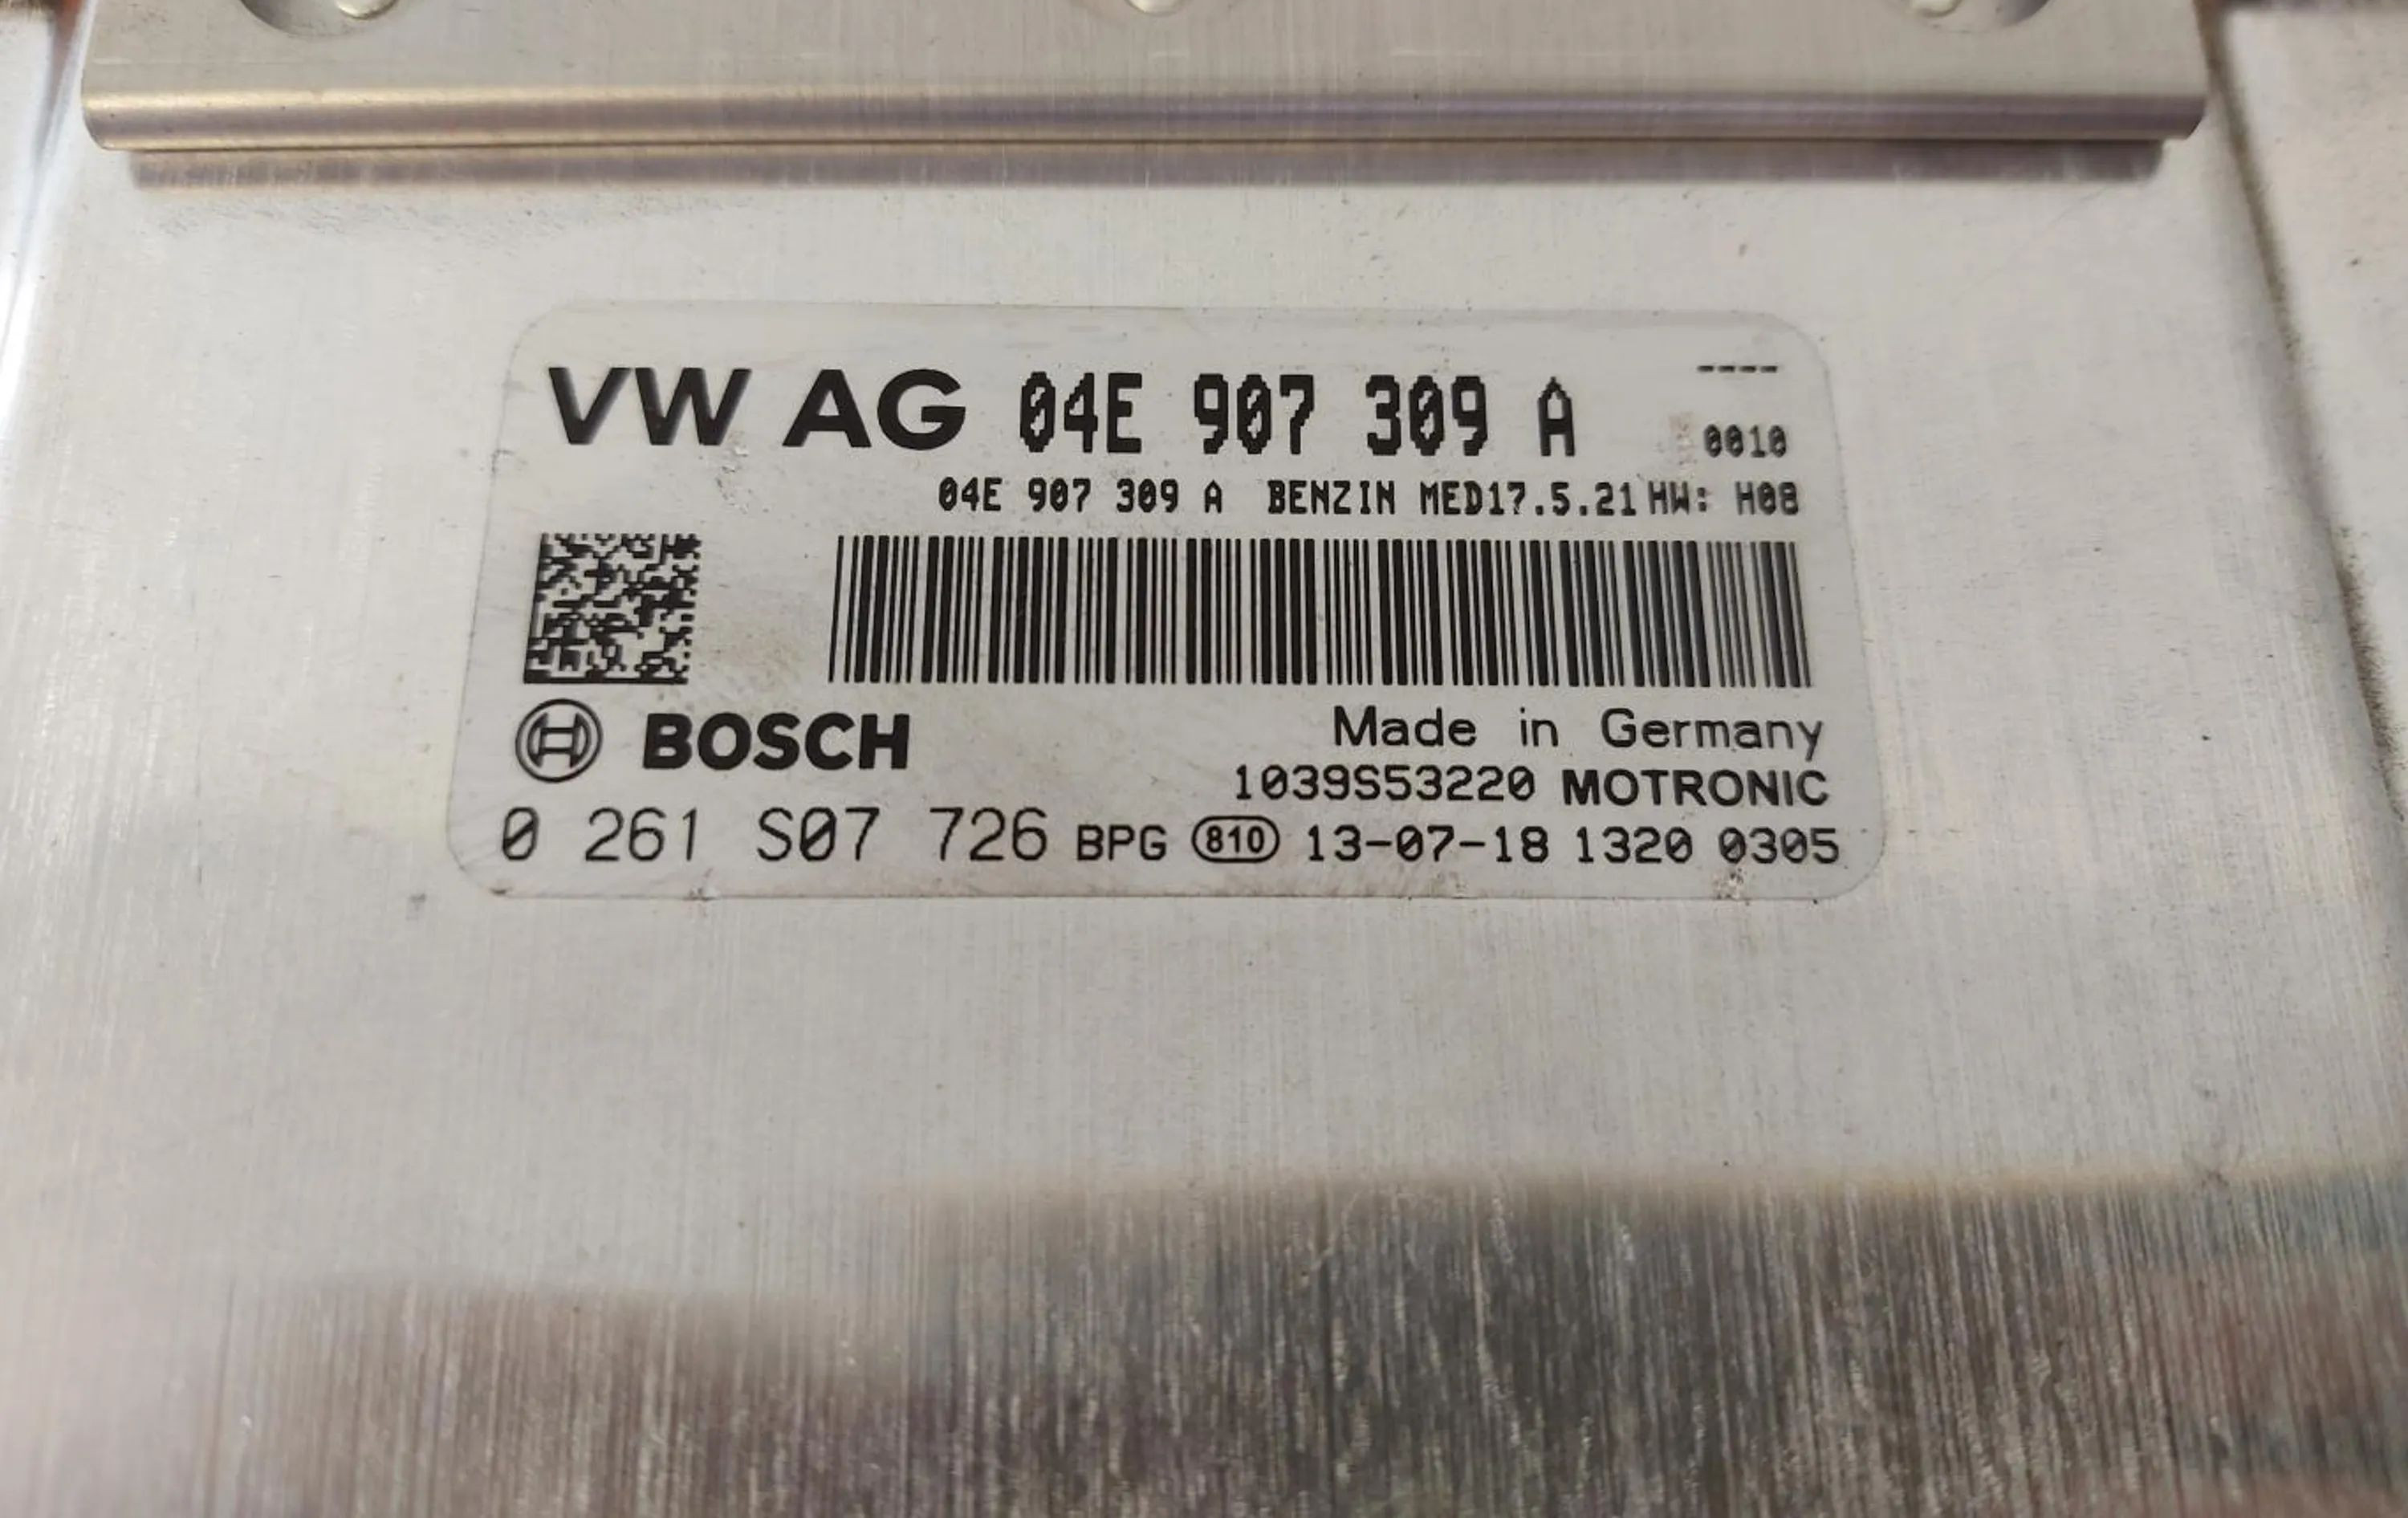 VW AG 04E 907 309 A ----
0010
04E 907 309 A BENZIN MED17.5.21 HW: H08
BOSCH
Made in Germany
1039S53220 MOTRONIC
0 261 S07 726 BPG 810 13-07-18 1320 0305